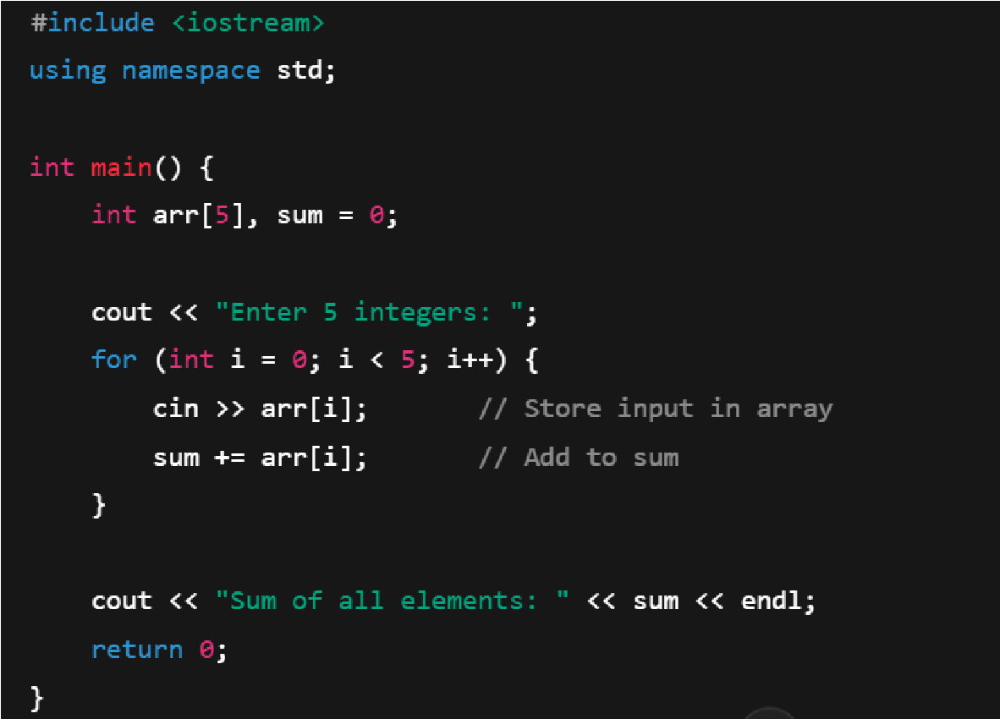 #include <iostream>
using namespace std;
int main() {
    int arr[5], sum = 0;
    cout << "Enter 5 integers: ";
    for (int i = 0; i < 5; i++) {
        cin >> arr[i];       // Store input in array
        sum += arr[i];       // Add to sum
    }
    cout << "Sum of all elements: " << sum << endl;
    return 0;
}